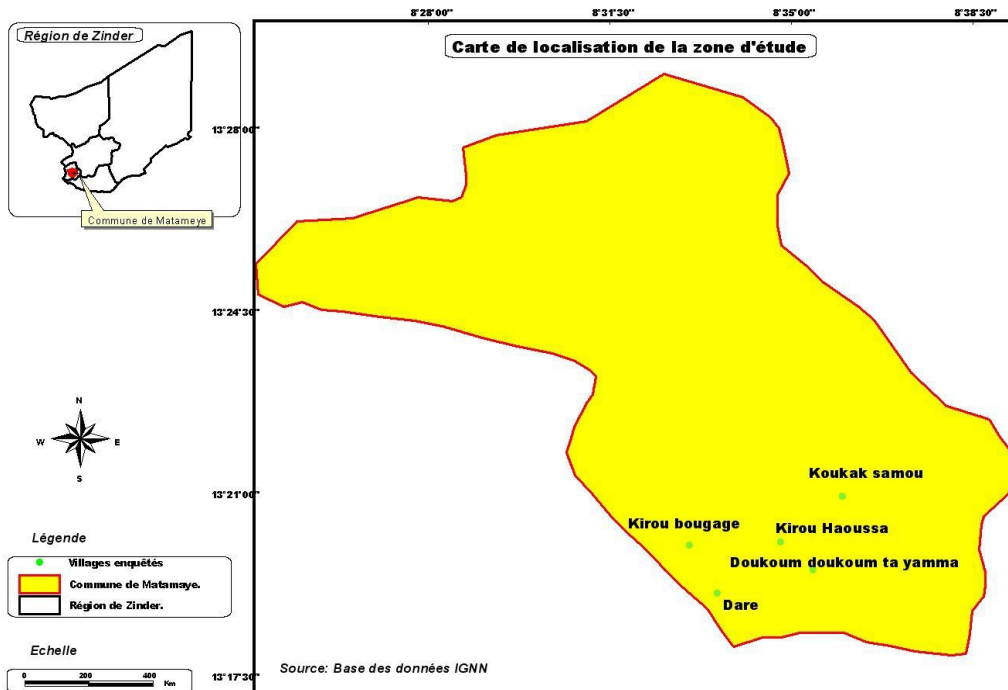 8°28'00"
8°31'30"
8°35'00"
8°38'30"
Région de Zinder
Carte de localisation de la zone d'étude
13°28'00"
Commune de Matameye
13°24'30"
N
W
E
S
13°21'00"
Koukak samou
Kirou bougage
Kirou Haoussa
Doukoum doukoum ta yamma
Dare
Légende
Villages enquêtés
Commune de Matamaye.
Région de Zinder.
Echelle
0
200
400
Km
13°17'30"
Source: Base des données IGNN